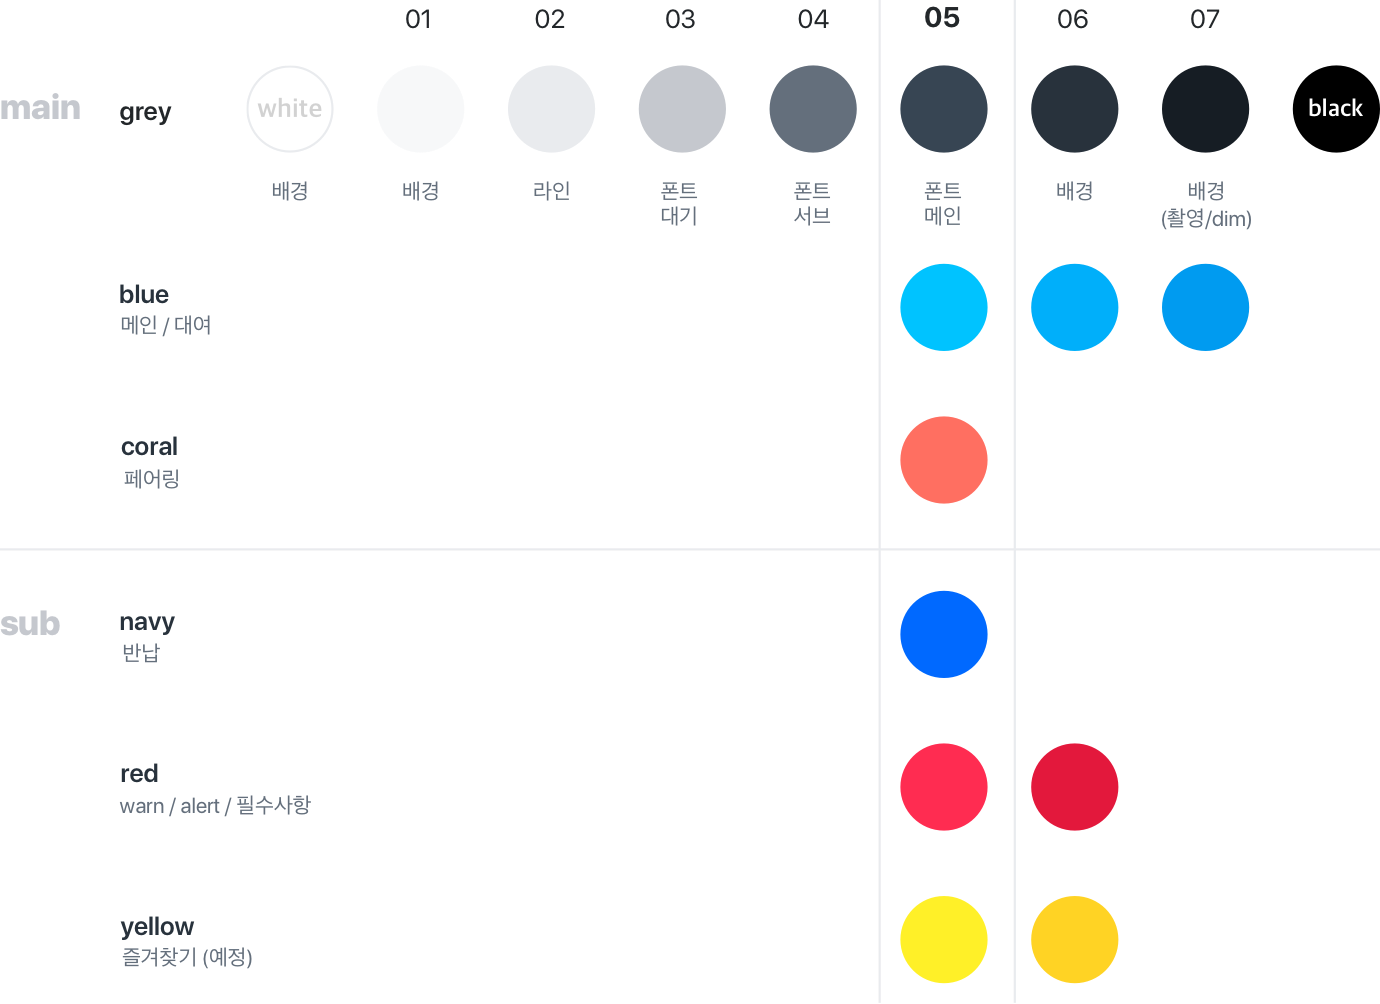 01 02 03 04 05 06 07
main grey white black
배경 배경 라인 폰트 폰트 폰트 배경 배경
대기 서브 메인 (촬영/dim)
blue
메인 / 대여
coral
페어링
sub navy
반납
red
warn / alert / 필수사항
yellow
즐겨찾기 (예정)